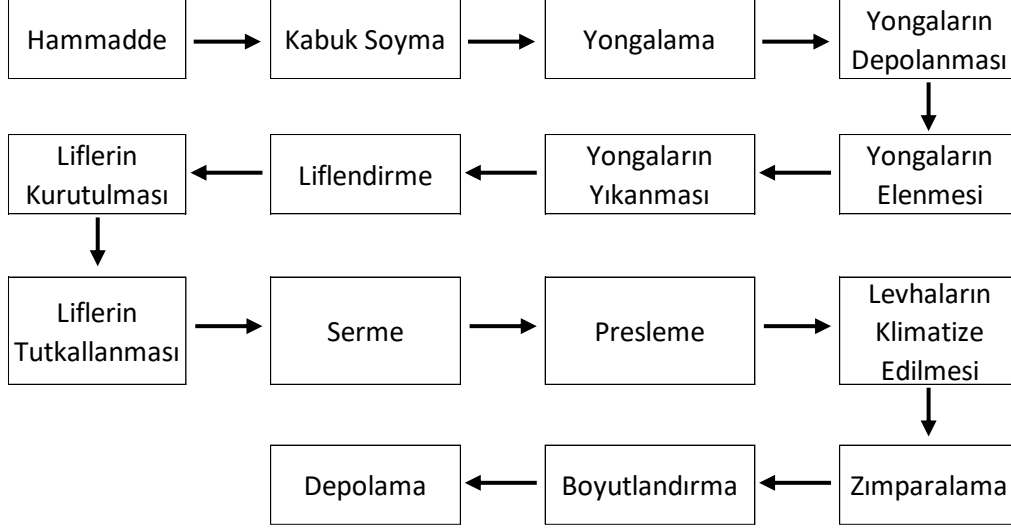 Hammadde
Kabuk Soyma
Yongalama
Yongaların
Depolanması
Yongaların
Elenmesi
Yongaların
Yıkanması
Liflendirme
Liflerin
Kurutulması
Liflerin
Tutkallanması
Serme
Presleme
Levhaların
Klimatize
Edilmesi
Zımparalama
Boyutlandırma
Depolama